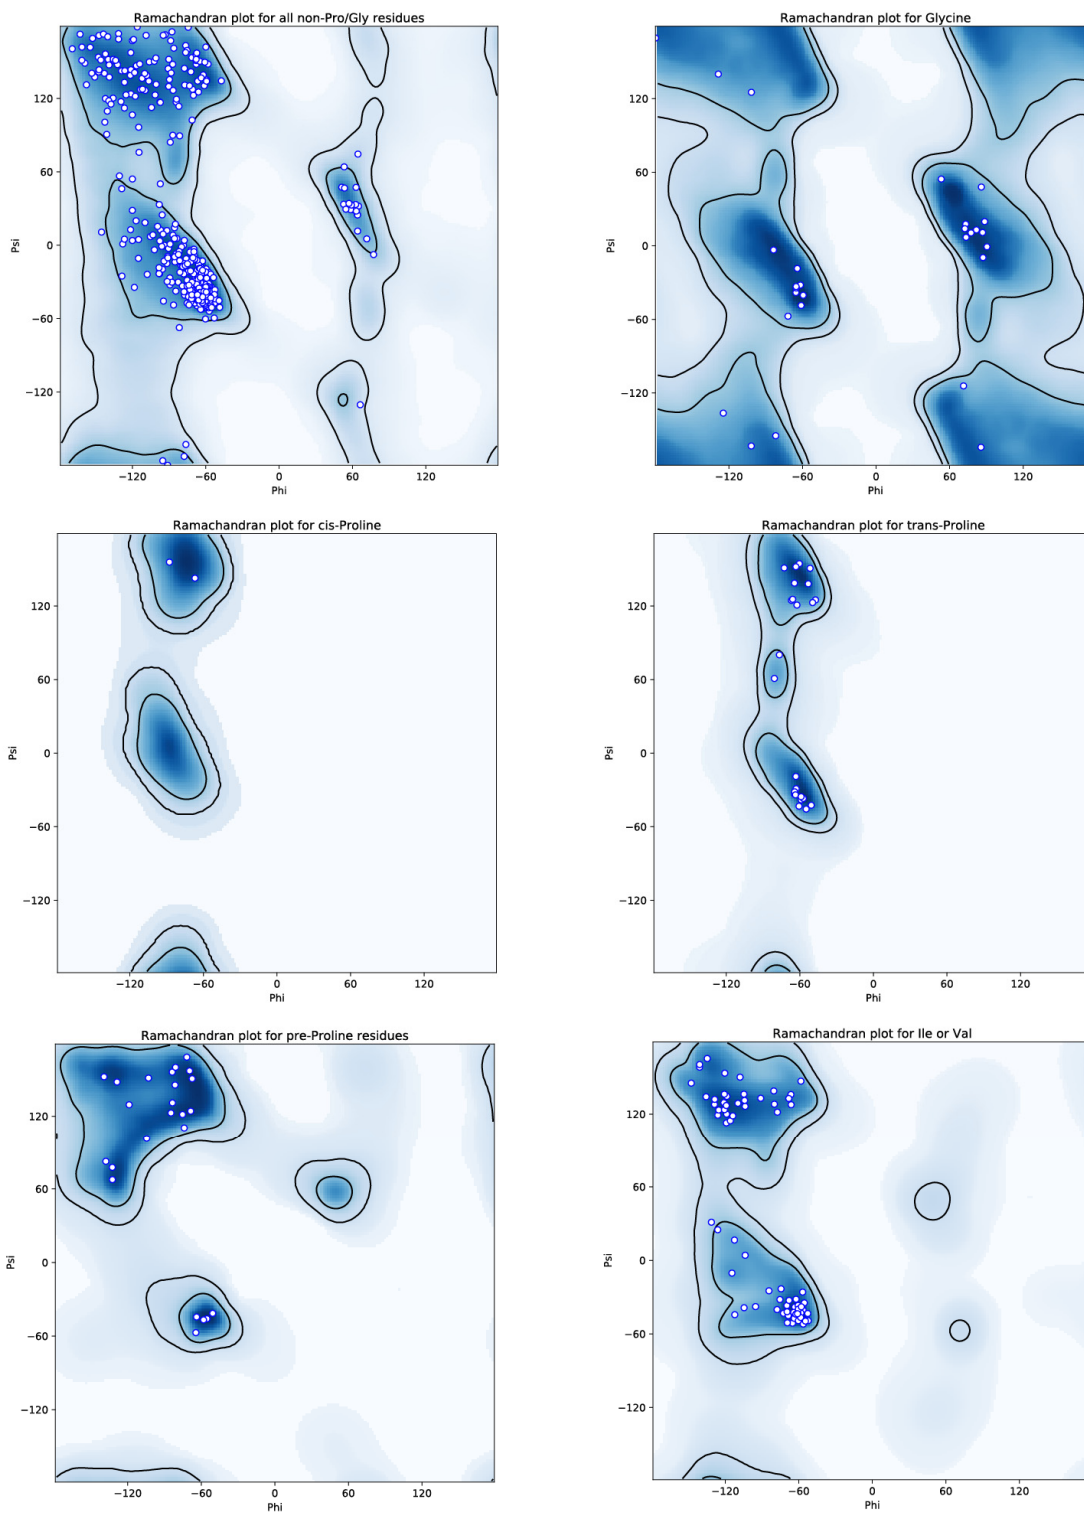 Ramachandran plot for all non-Pro/Gly residues
120
60
0
−60
−120
Psi
−120 −60 0 60 120
Phi
Ramachandran plot for Glycine
120
60
0
−60
−120
Psi
−120 −60 0 60 120
Phi
Ramachandran plot for cis-Proline
120
60
0
−60
−120
Psi
−120 −60 0 60 120
Phi
Ramachandran plot for trans-Proline
120
60
0
−60
−120
Psi
−120 −60 0 60 120
Phi
Ramachandran plot for pre-Proline residues
120
60
0
−60
−120
Psi
−120 −60 0 60 120
Phi
Ramachandran plot for Ile or Val
120
60
0
−60
−120
Psi
−120 −60 0 60 120
Phi